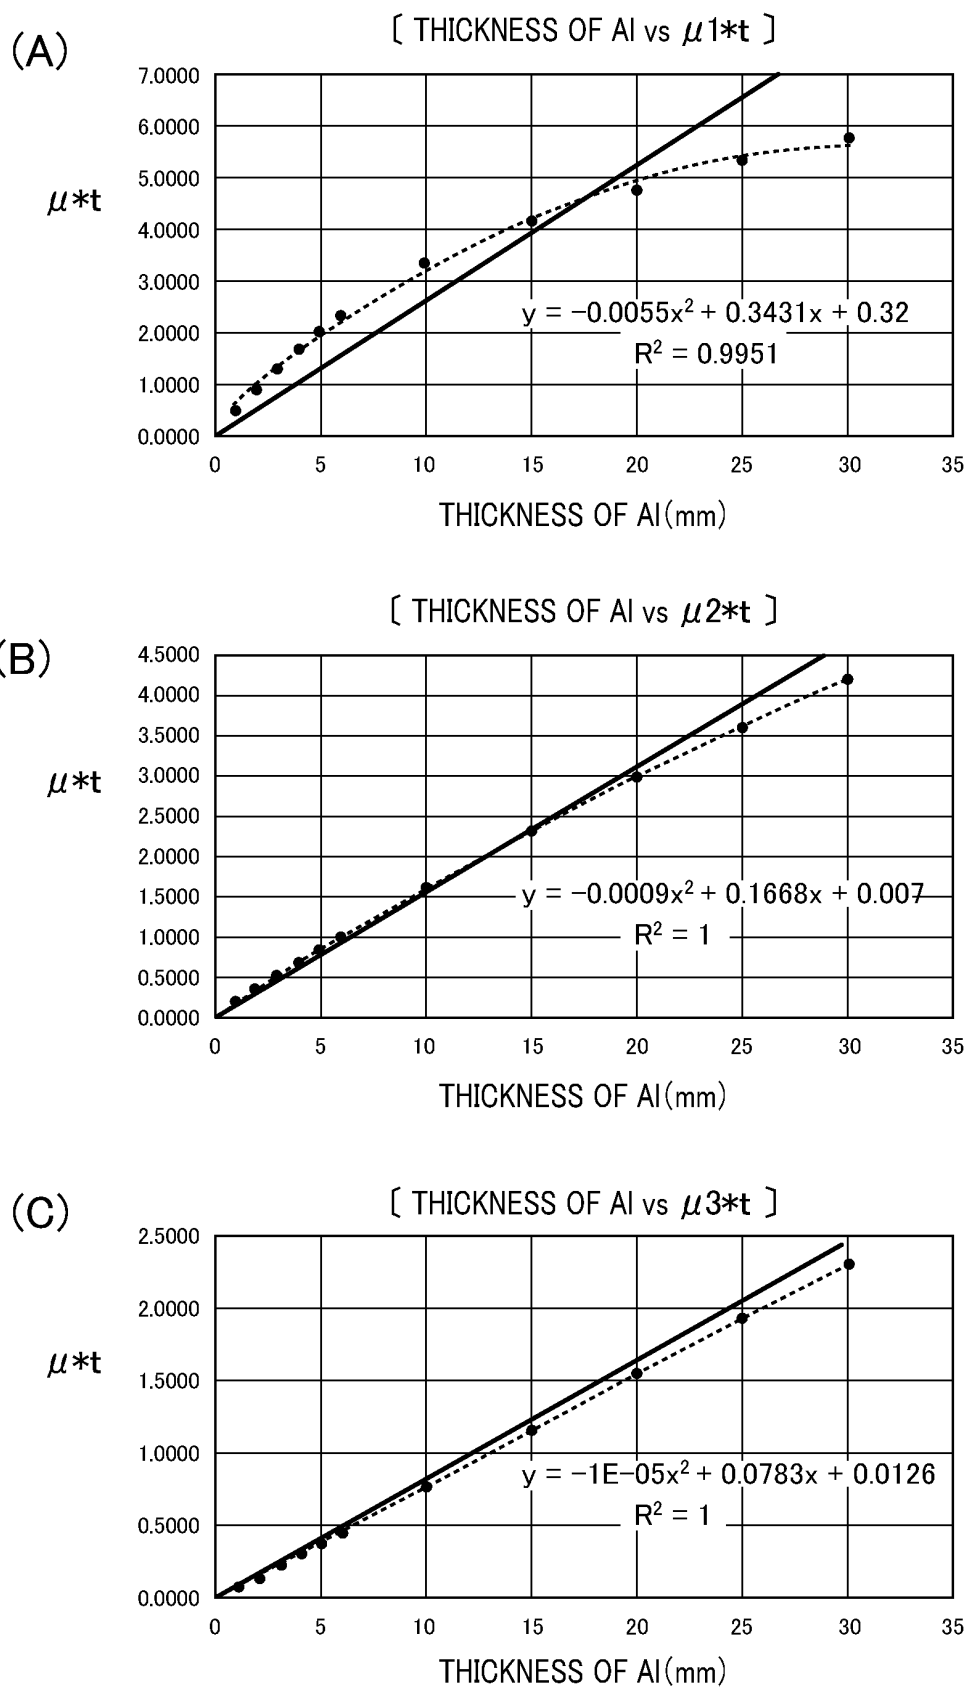 (A)
〔 THICKNESS OF Al vs μ1*t 〕
7.0000
6.0000
5.0000
4.0000
3.0000
2.0000
1.0000
0.0000
μ*t
y = −0.0055x² + 0.3431x + 0.32
R² = 0.9951
0 5 10 15 20 25 30 35
THICKNESS OF Al(mm)
(B)
〔 THICKNESS OF Al vs μ2*t 〕
4.5000
4.0000
3.5000
3.0000
2.5000
2.0000
1.5000
1.0000
0.5000
0.0000
μ*t
y = −0.0009x² + 0.1668x + 0.007
R² = 1
0 5 10 15 20 25 30 35
THICKNESS OF Al(mm)
(C)
〔 THICKNESS OF Al vs μ3*t 〕
2.5000
2.0000
1.5000
1.0000
0.5000
0.0000
μ*t
y = −1E−05x² + 0.0783x + 0.0126
R² = 1
0 5 10 15 20 25 30 35
THICKNESS OF Al(mm)